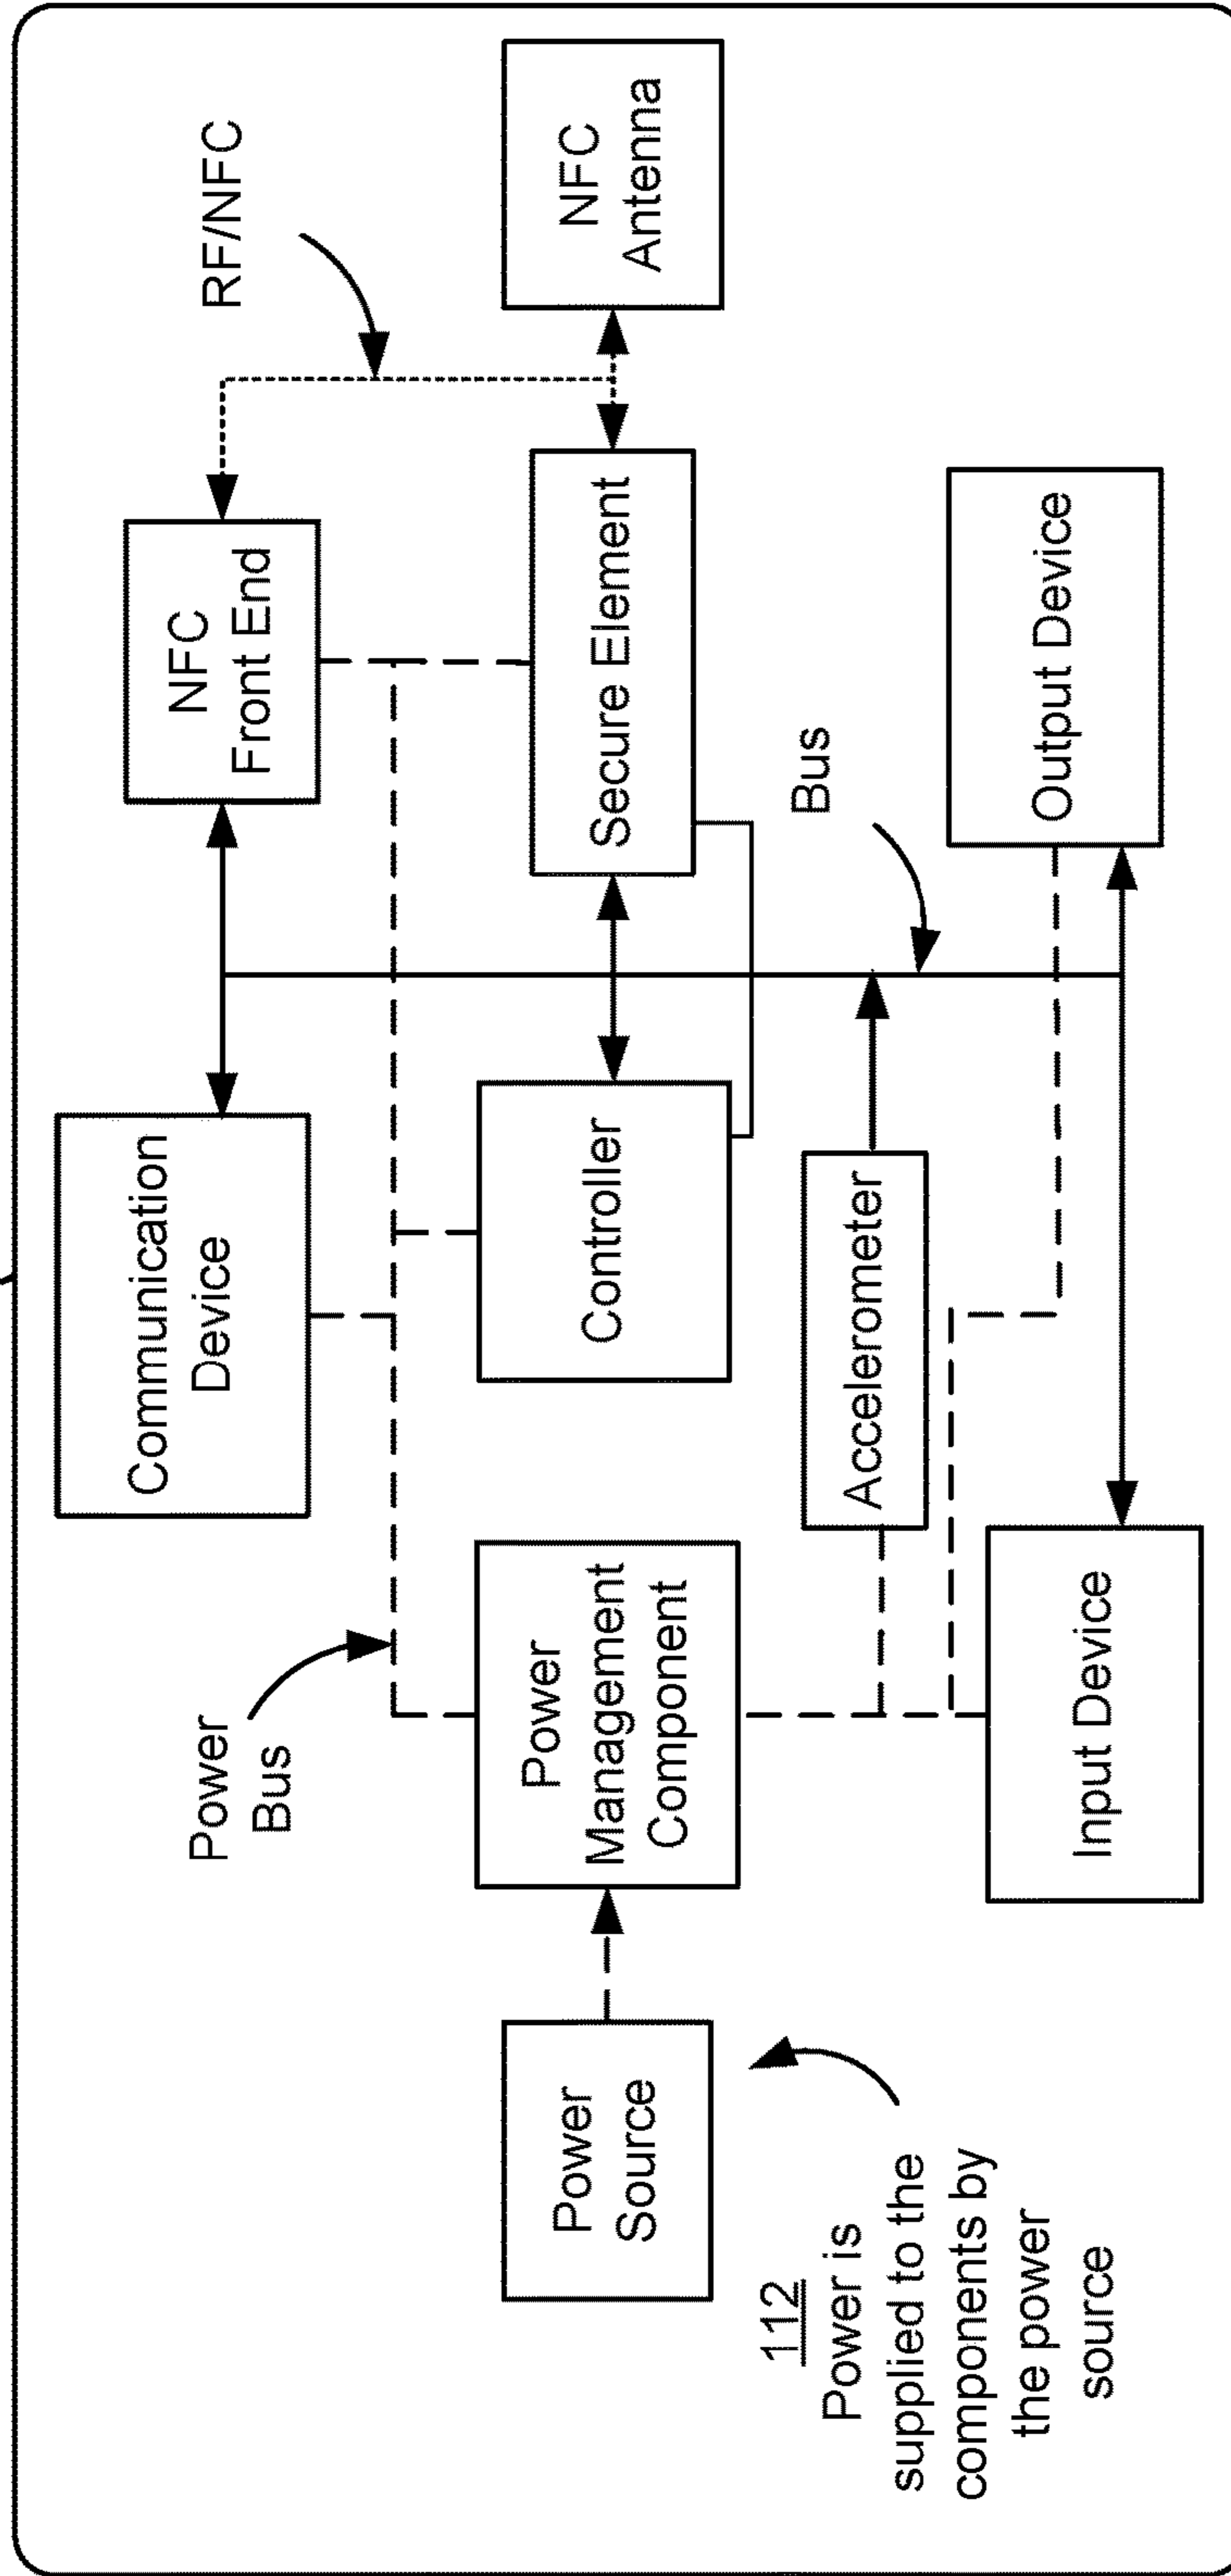 Communication
Device
NFC
Front End
RF/NFC
Power
Bus
Power
Source
Power
Management
Component
Controller
Secure Element
NFC
Antenna
Bus
Accelerometer
112
Power is
supplied to the
components by
the power
source
Input Device
Output Device